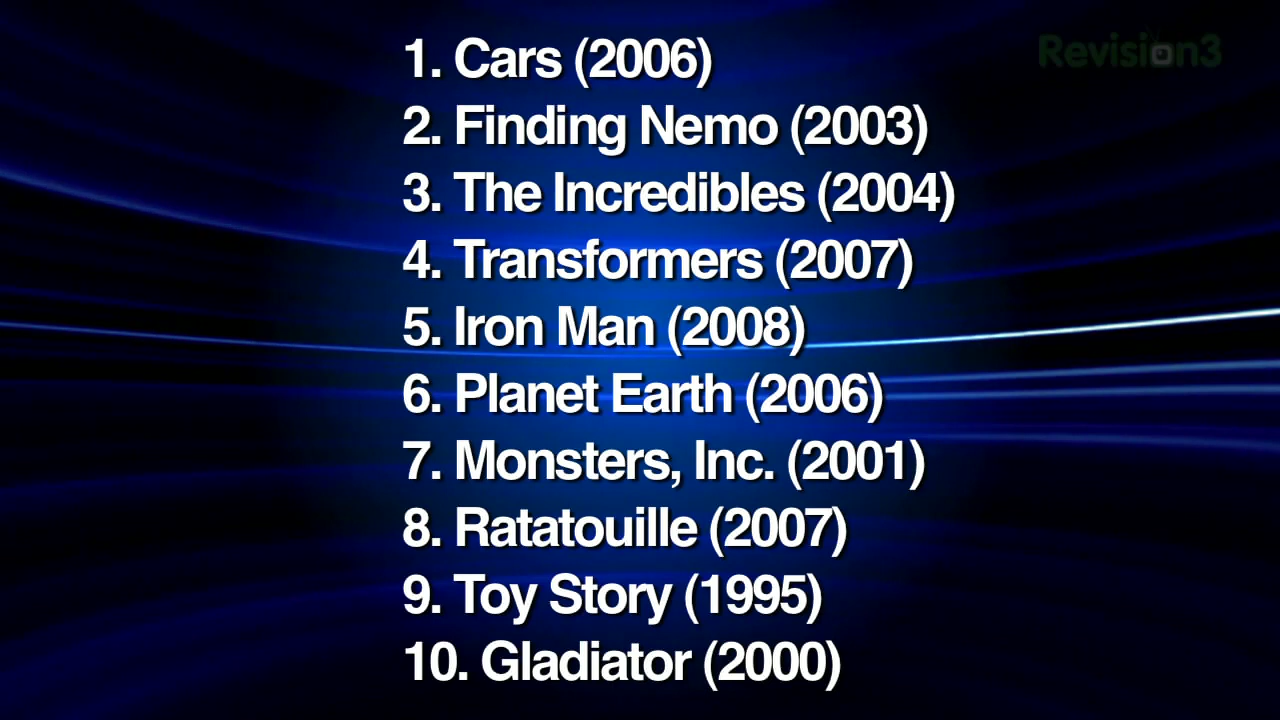 Revision3
1. Cars (2006)
2. Finding Nemo (2003)
3. The Incredibles (2004)
4. Transformers (2007)
5. Iron Man (2008)
6. Planet Earth (2006)
7. Monsters, Inc. (2001)
8. Ratatouille (2007)
9. Toy Story (1995)
10. Gladiator (2000)